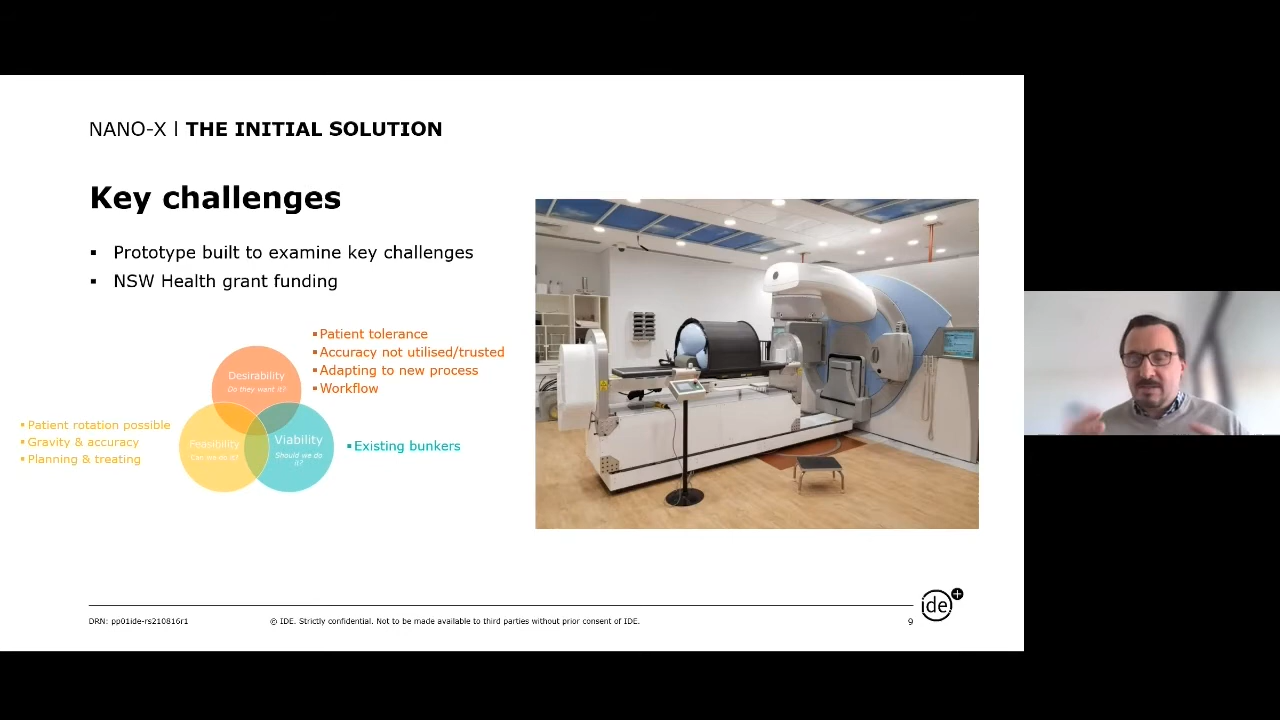 NANO-X I THE INITIAL SOLUTION
Key challenges
▪ Prototype built to examine key challenges
▪ NSW Health grant funding
▪Patient tolerance
▪Accuracy not utilised/trusted
▪Adapting to new process
▪Workflow
Desirability
Do they want it?
▪Patient rotation possible
▪Gravity & accuracy
▪Planning & treating
Feasibility
Can we do it?
Viability
Should we do
it?
▪Existing bunkers
ide+
DRN: pp01ide-rs210816r1
© IDE. Strictly confidential. Not to be made available to third parties without prior consent of IDE.
9